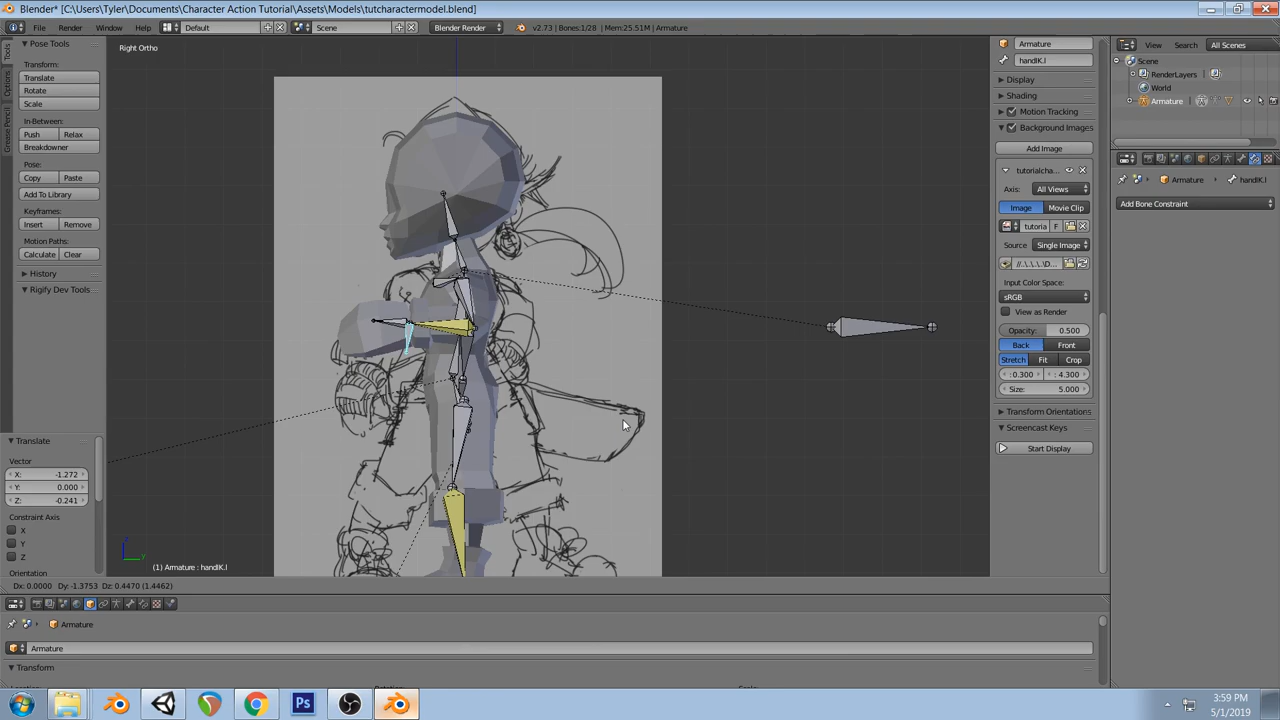 Blender* [C:\Users\Tyler\Documents\Character Action Tutorial\Assets\Models\tutcharactermodel.blend]
File Render Window Help Default Scene Blender Render v2.73 | Bones:1/28 | Mem:25.51M | Armature
Pose Tools
Transform:
Translate
Rotate
Scale
In-Between:
Push Relax
Breakdowner
Pose:
Copy Paste
Add To Library
Keyframes:
Insert Remove
Motion Paths:
Calculate Clear
History
Rigify Dev Tools
Tools
Options
Grease Pencil
Translate
Vector
X: -1.272
Y: 0.000
Z: -0.241
Constraint Axis
X
Y
Z
Orientation
Right Ortho
(1) Armature : handIK.l
Dx: 0.0000 Dy: -1.3753 Dz: 0.4470 (1.4462)
Armature
handIK.l
Display
Shading
Motion Tracking
Background Images
Add Image
tutorialcha...
Axis: All Views
Image Movie Clip
tutoria F
Source Single Image
//.\..\..\..\D...
Input Color Space:
sRGB
View as Render
Opacity: 0.500
Back Front
Stretch Fit Crop
: 0.300 : 4.300
Size: 5.000
Transform Orientations
Screencast Keys
Start Display
View Search All Scenes
Scene
RenderLayers
World
Armature
Armature handIK.l
Add Bone Constraint
Armature
Armature
Transform
Ps
3:59 PM
5/1/2019